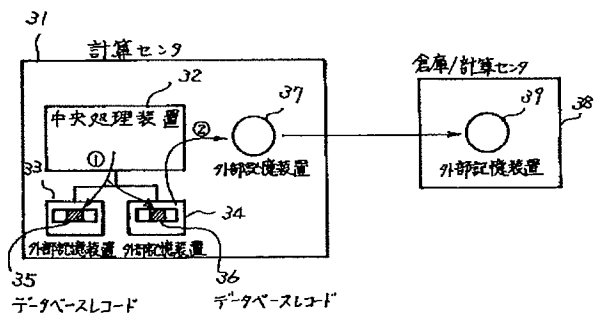 31
計算センタ
32
中央処理装置
①
②
37
外部記憶装置
倉庫/計算センタ
39
38
外部記憶装置
33
34
外部記憶装置
外部記憶装置
35
36
データベースレコード
データベースレコード